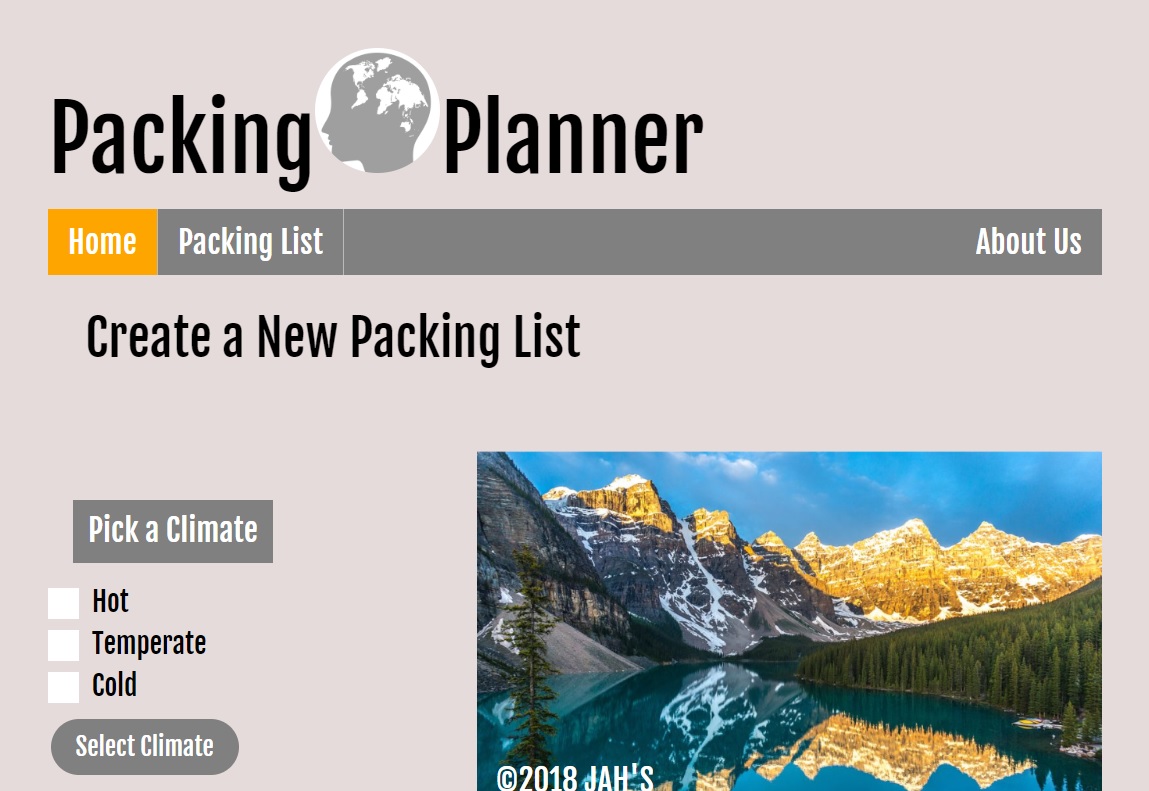 Packing Planner
Home Packing List About Us
Create a New Packing List
Pick a Climate
Hot
Temperate
Cold
Select Climate
©2018 JAH'S